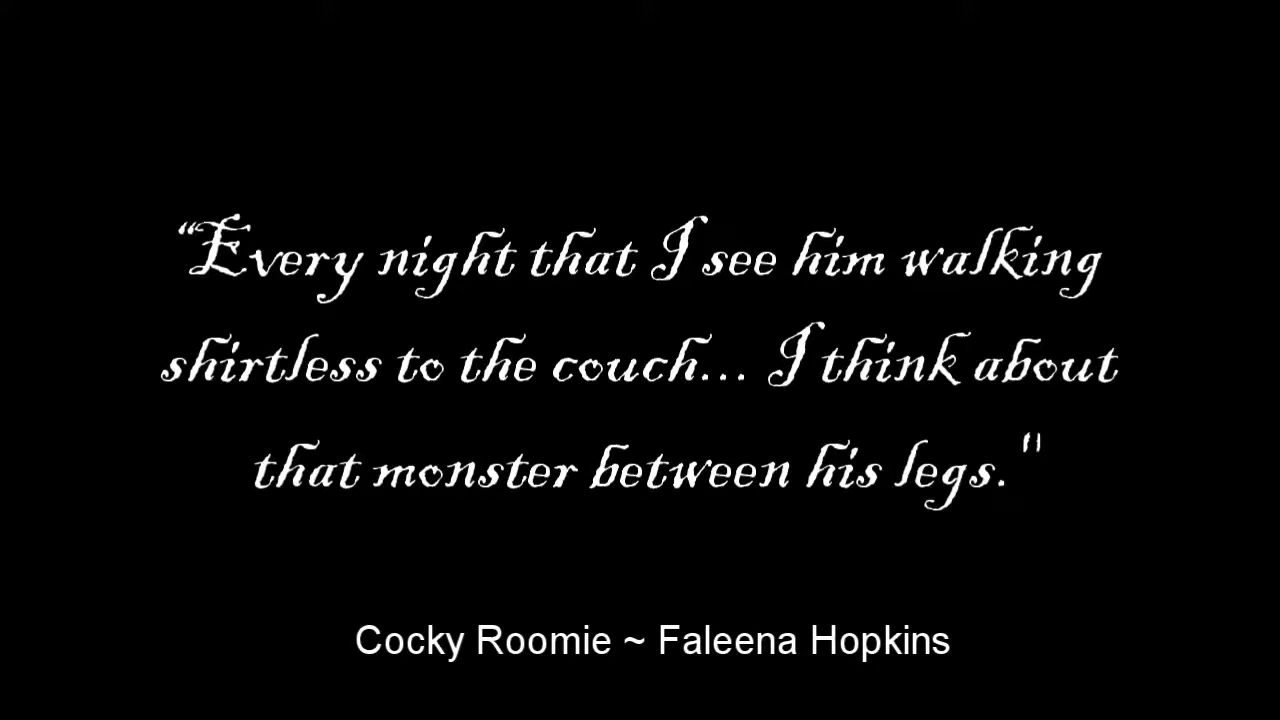 “Every night that I see him walking
shirtless to the couch... I think about
that monster between his legs."
Cocky Roomie ~ Faleena Hopkins